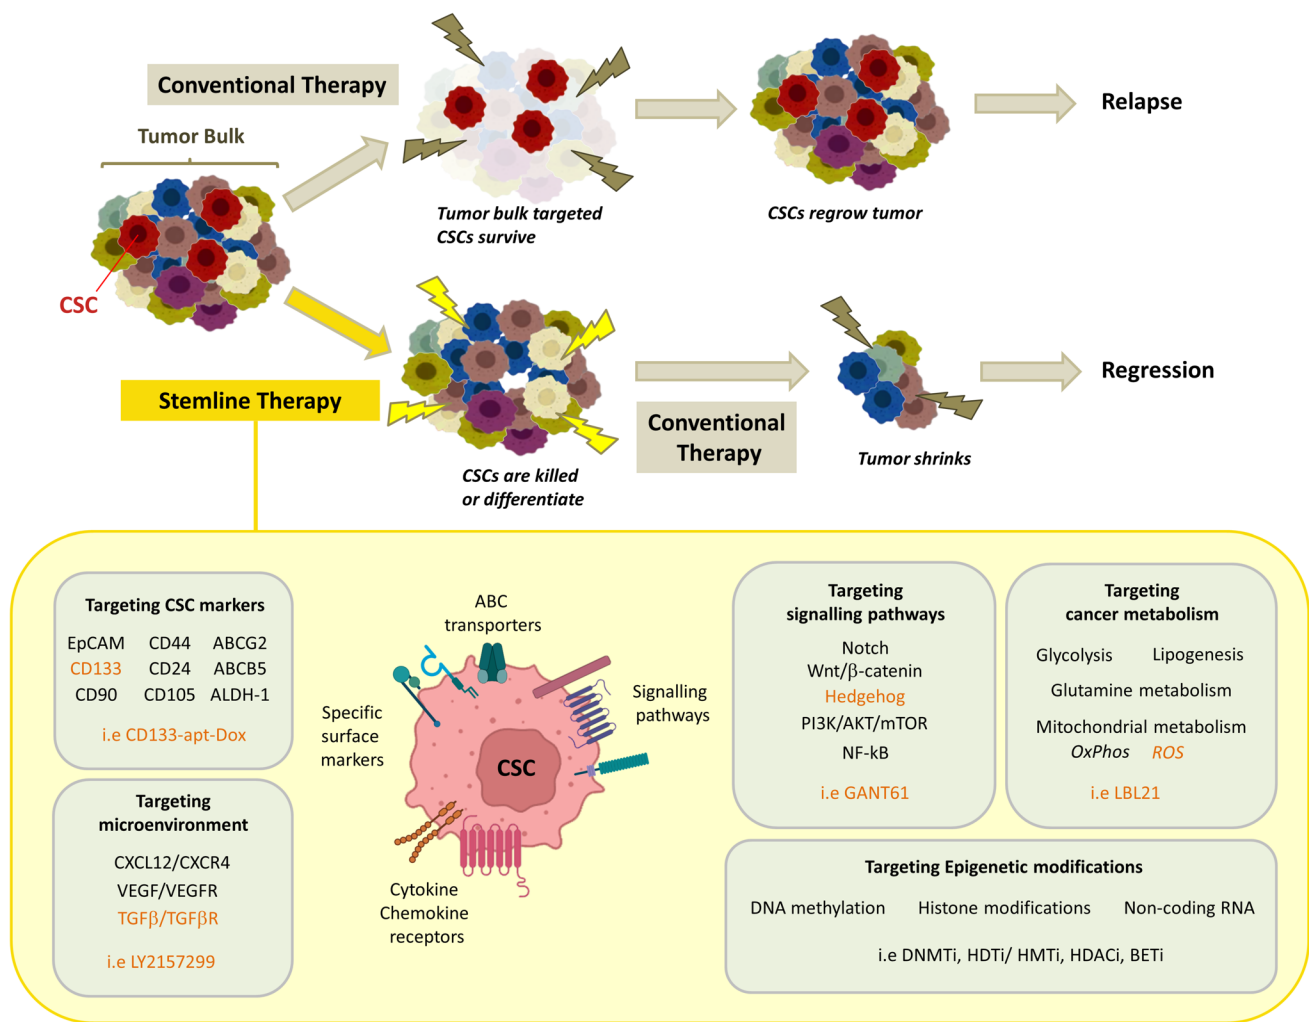 Conventional Therapy
Tumor Bulk
CSC
Tumor bulk targeted
CSCs survive
CSCs regrow tumor
Relapse
Stemline Therapy
CSCs are killed
or differentiate
Conventional
Therapy
Tumor shrinks
Regression
Targeting CSC markers
EpCAM CD44 ABCG2
CD133 CD24 ABCB5
CD90 CD105 ALDH-1
i.e CD133-apt-Dox
Targeting
microenvironment
CXCL12/CXCR4
VEGF/VEGFR
TGFβ/TGFβR
i.e LY2157299
ABC
transporters
Specific
surface
markers
Signalling
pathways
CSC
Cytokine
Chemokine
receptors
Targeting
signalling pathways
Notch
Wnt/β-catenin
Hedgehog
PI3K/AKT/mTOR
NF-kB
i.e GANT61
Targeting
cancer metabolism
Glycolysis Lipogenesis
Glutamine metabolism
Mitochondrial metabolism
OxPhos ROS
i.e LBL21
Targeting Epigenetic modifications
DNA methylation Histone modifications Non-coding RNA
i.e DNMTi, HDTi/ HMTi, HDACi, BETi